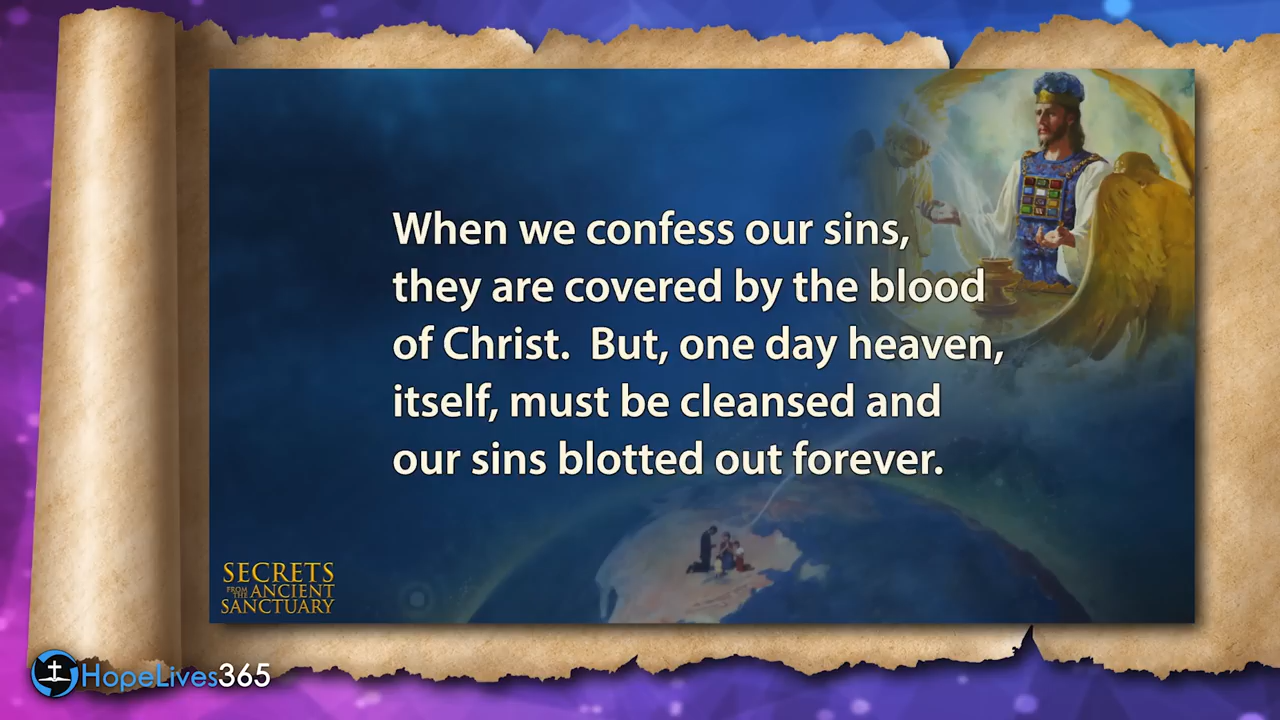 When we confess our sins,
they are covered by the blood
of Christ.  But, one day heaven,
itself, must be cleansed and
our sins blotted out forever.
SECRETS
FROM THE ANCIENT
SANCTUARY
HopeLives365